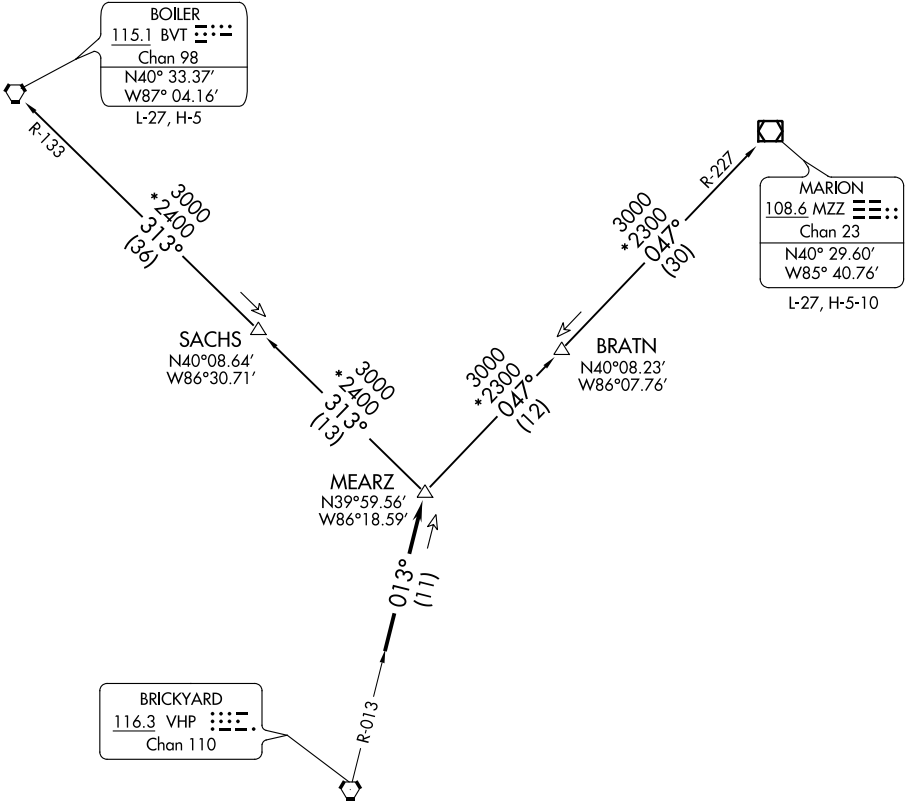 BOILER
115.1 BVT
Chan 98
N40° 33.37′
W87° 04.16′
L-27, H-5
R-133
3000
*2400
313°
(36)
SACHS
N40°08.64′
W86°30.71′
3000
*2400
313°
(13)
MARION
108.6 MZZ
Chan 23
N40° 29.60′
W85° 40.76′
L-27, H-5-10
R-227
3000
*2300
047°
(30)
BRATN
N40°08.23′
W86°07.76′
3000
*2300
047°
(12)
MEARZ
N39°59.56′
W86°18.59′
013°
(11)
R-013
BRICKYARD
116.3 VHP
Chan 110